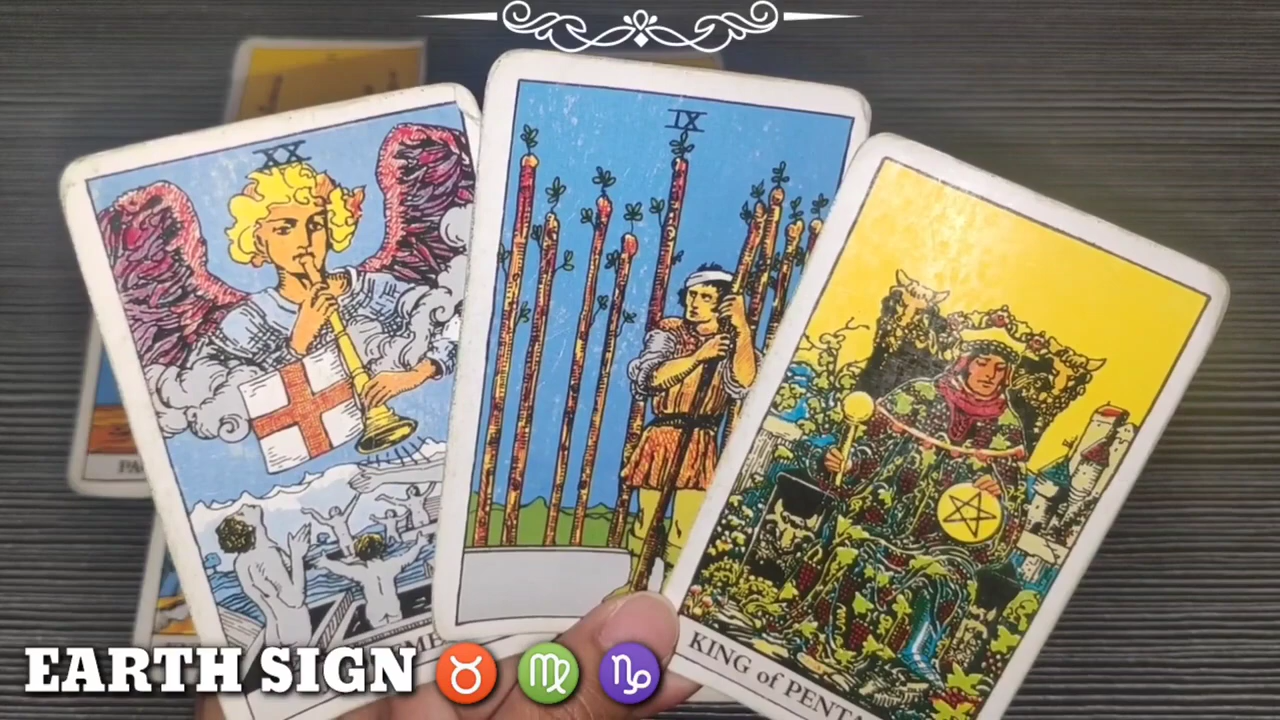 XX
IX
KING of PENTA
EARTH SIGN ♉ ♍ ♑